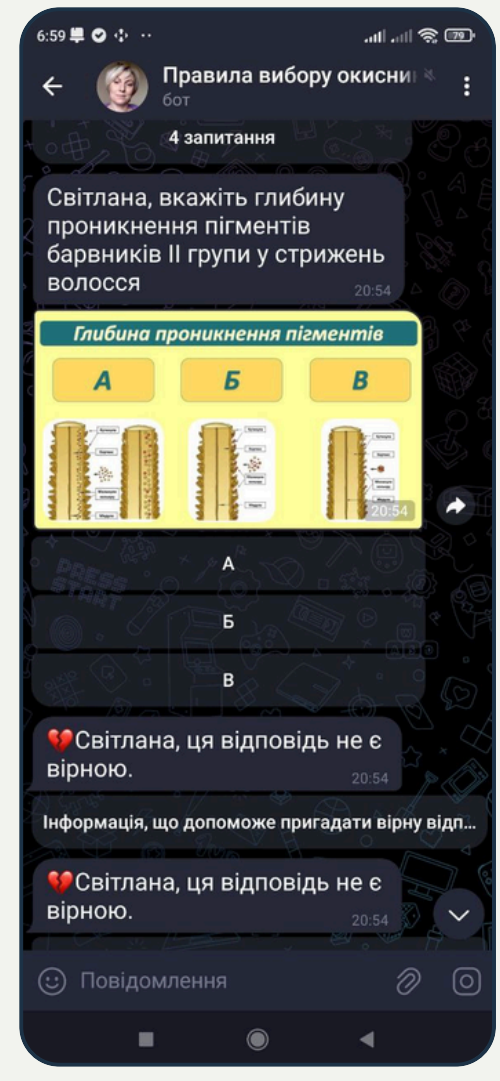 6:59
79
Правила вибору окисни
бот
4 запитання
Світлана, вкажіть глибину
проникнення пігментів
барвників ІІ групи у стрижень
волосся
20:54
Глибина проникнення пігментів
А
Б
В
20:54
А
Б
В
💔Світлана, ця відповідь не є
вірною.
20:54
Інформація, що допоможе пригадати вірну відп...
💔Світлана, ця відповідь не є
вірною.
20:54
Повідомлення